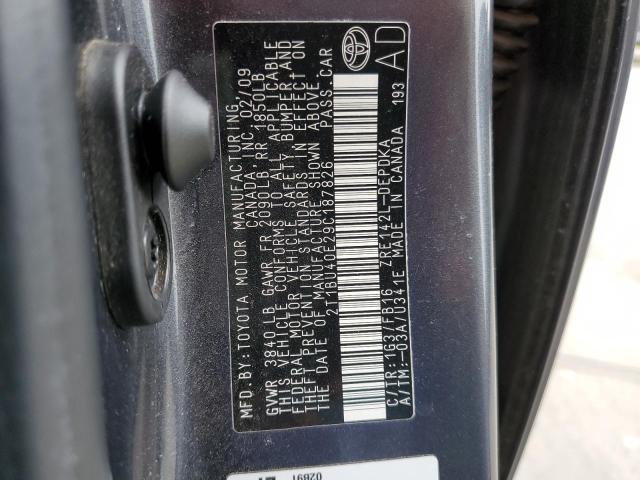 MFD.BY:TOYOTA MOTOR MANUFACTURING
CANADA, INC. 02/09
GVWR 3840LB GAWR FR 2090LB RR 1850LB
THIS VEHICLE CONFORMS TO ALL APPLICABLE
FEDERAL MOTOR VEHICLE SAFETY, BUMPER, AND
THEFT PREVENTION STANDARDS IN EFFECT ON
THE DATE OF MANUFACTURE SHOWN ABOVE.
2T1BU40E29C187826 PASS.CAR
C/TR:1G3/FB16 ZRE142L-DEPDKA
A/TM:-03A/U341E MADE IN CANADA 193
AD
02B91